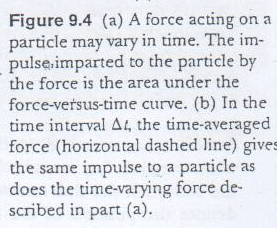 Figure 9.4 (a) A force acting on a
particle may vary in time. The im-
pulse imparted to the particle by
the force is the area under the
force-versus-time curve. (b) In the
time interval Δt, the time-averaged
force (horizontal dashed line) gives
the same impulse to a particle as
does the time-varying force de-
scribed in part (a).